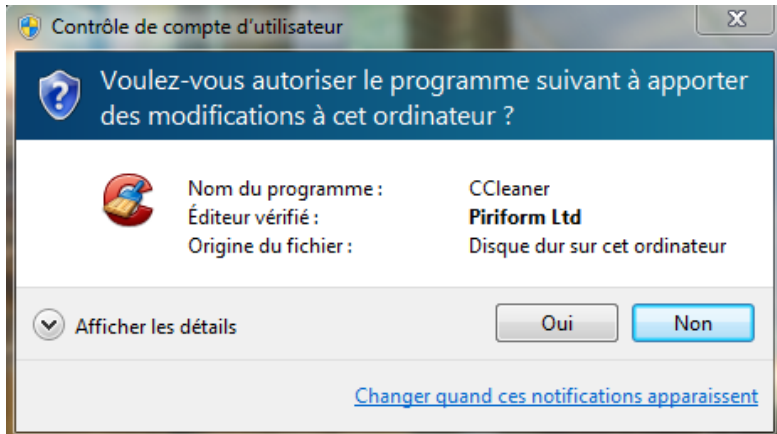 Contrôle de compte d'utilisateur
Voulez-vous autoriser le programme suivant à apporter
des modifications à cet ordinateur ?
Nom du programme : CCleaner
Éditeur vérifié : Piriform Ltd
Origine du fichier : Disque dur sur cet ordinateur
Afficher les détails Oui Non
Changer quand ces notifications apparaissent